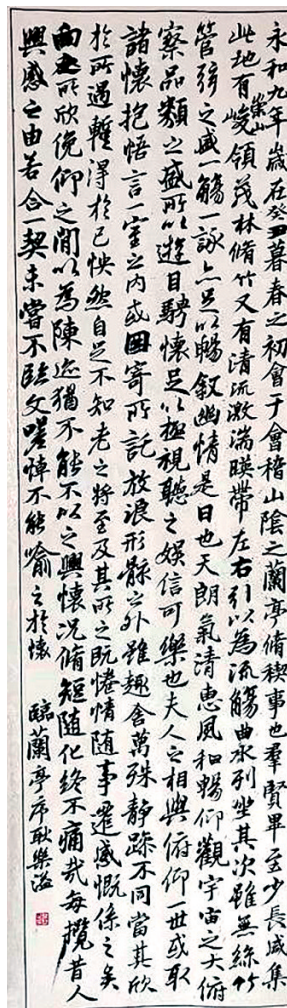 永和九年歲在癸丑暮春之初會于會稽山陰之蘭亭脩稧事也羣賢畢至少長咸集
此地有崇山峻領茂林脩竹又有清流激湍暎帶左右引以為流觴曲水列坐其次雖無絲竹
管弦之盛一觴一詠亦足以暢敘幽情是日也天朗氣清惠風和暢仰觀宇宙之大俯
察品類之盛所以遊目騁懷足以極視聽之娛信可樂也夫人之相與俯仰一世或取
諸懷抱悟言一室之內或因寄所託放浪形骸之外雖趣舍萬殊靜躁不同當其欣
於所遇蹔得於己怏然自足不知老之將至及其所之既惓情隨事遷感慨係之矣
向之所欣俛仰之間以為陳迹猶不能不以之興懷況脩短隨化終不痛哉每攬昔人
興感之由若合一契未嘗不臨文嗟悼不能喻之於懷 臨蘭亭序耿樂溢